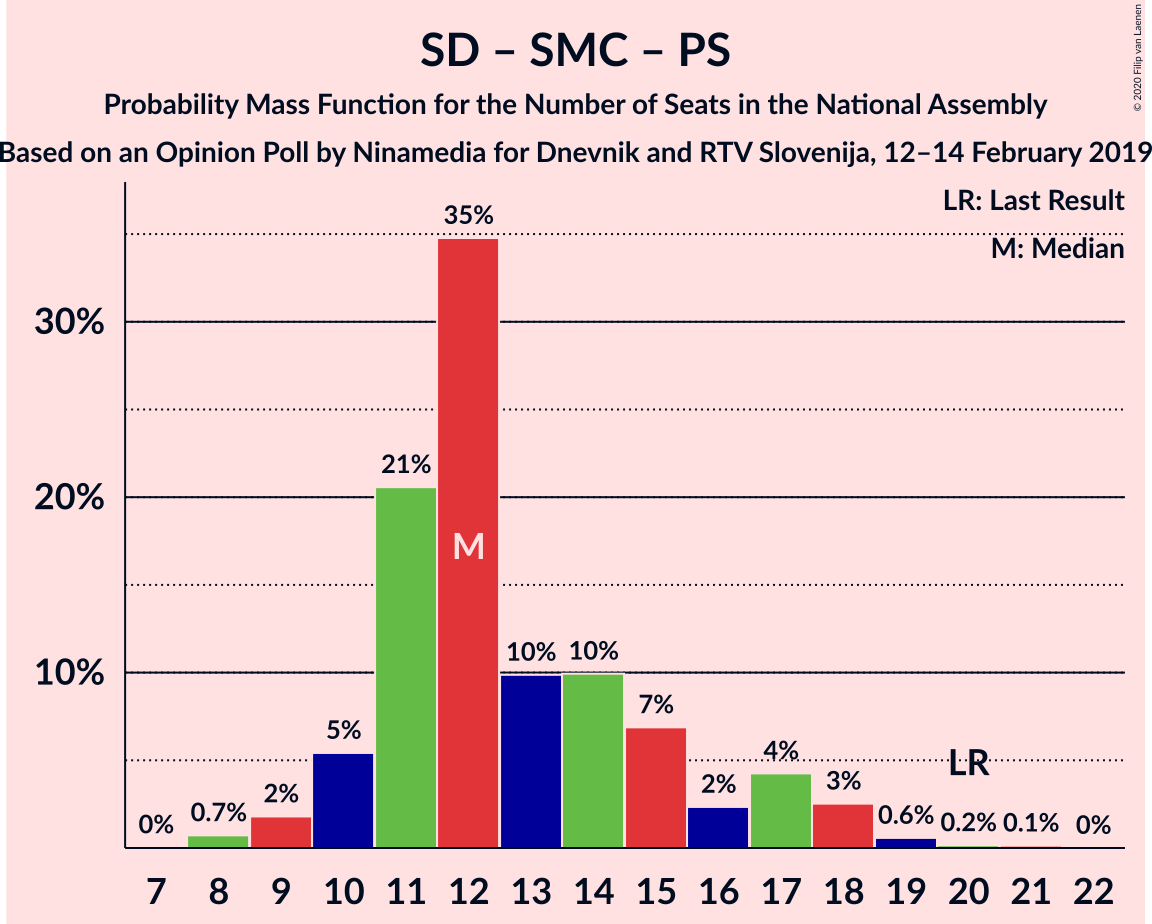 SD – SMC – PS
Probability Mass Function for the Number of Seats in the National Assembly
Based on an Opinion Poll by Ninamedia for Dnevnik and RTV Slovenija, 12–14 February 2019
© 2020 Filip van Laenen
LR: Last Result
M: Median
30%
20%
10%
0%
0.7%
2%
5%
21%
35%
M
10%
10%
7%
2%
4%
3%
0.6%
LR
0.2%
0.1%
0%
7 8 9 10 11 12 13 14 15 16 17 18 19 20 21 22